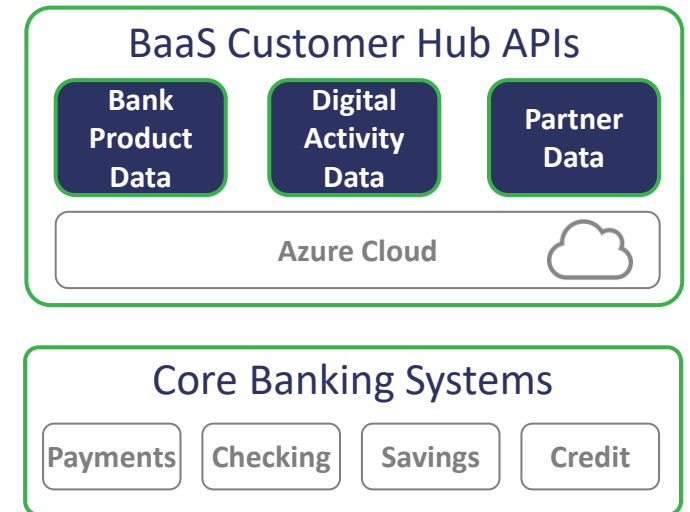 BaaS Customer Hub APIs
Bank
Product
Data
Digital
Activity
Data
Partner
Data
Azure Cloud
Core Banking Systems
Payments
Checking
Savings
Credit